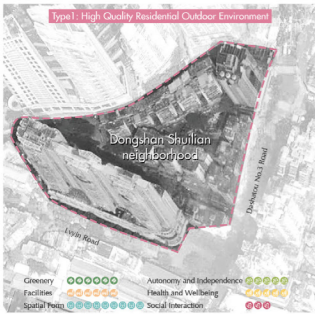 Type1: High Quality Residential Outdoor Environment
Dongshan Shuilian
neighborhood
Dashatou No.3 Road
Lvyin Road
Greenery
Autonomy and Independence
Facilities
Health and Wellbeing
Spatial Form
Social Interaction